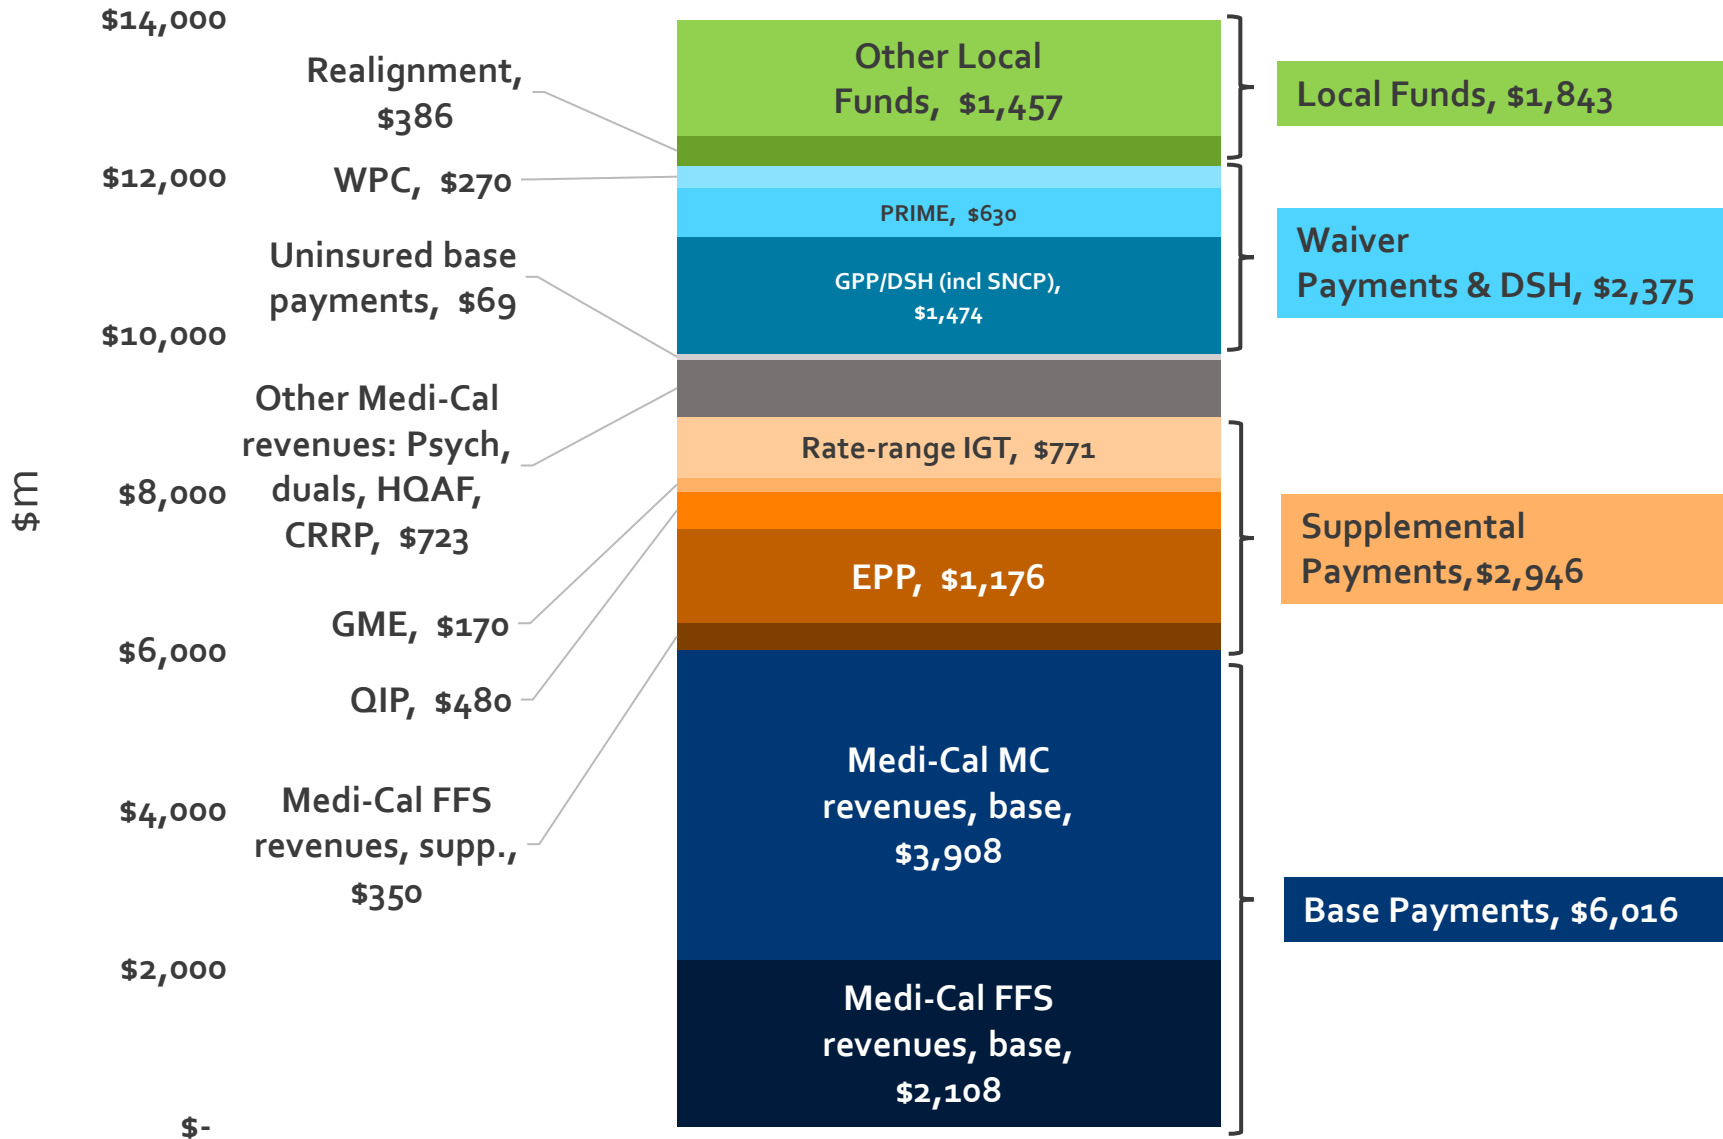 $14,000
$12,000
$10,000
$8,000
$6,000
$4,000
$2,000
$-
$m
Realignment,
$386
WPC, $270
Uninsured base
payments, $69
Other Medi-Cal
revenues: Psych,
duals, HQAF,
CRRP, $723
GME, $170
QIP, $480
Medi-Cal FFS
revenues, supp.,
$350
Other Local
Funds, $1,457
PRIME, $630
GPP/DSH (incl SNCP),
$1,474
Rate-range IGT, $771
EPP, $1,176
Medi-Cal MC
revenues, base,
$3,908
Medi-Cal FFS
revenues, base,
$2,108
Local Funds, $1,843
Waiver
Payments & DSH, $2,375
Supplemental
Payments,$2,946
Base Payments, $6,016